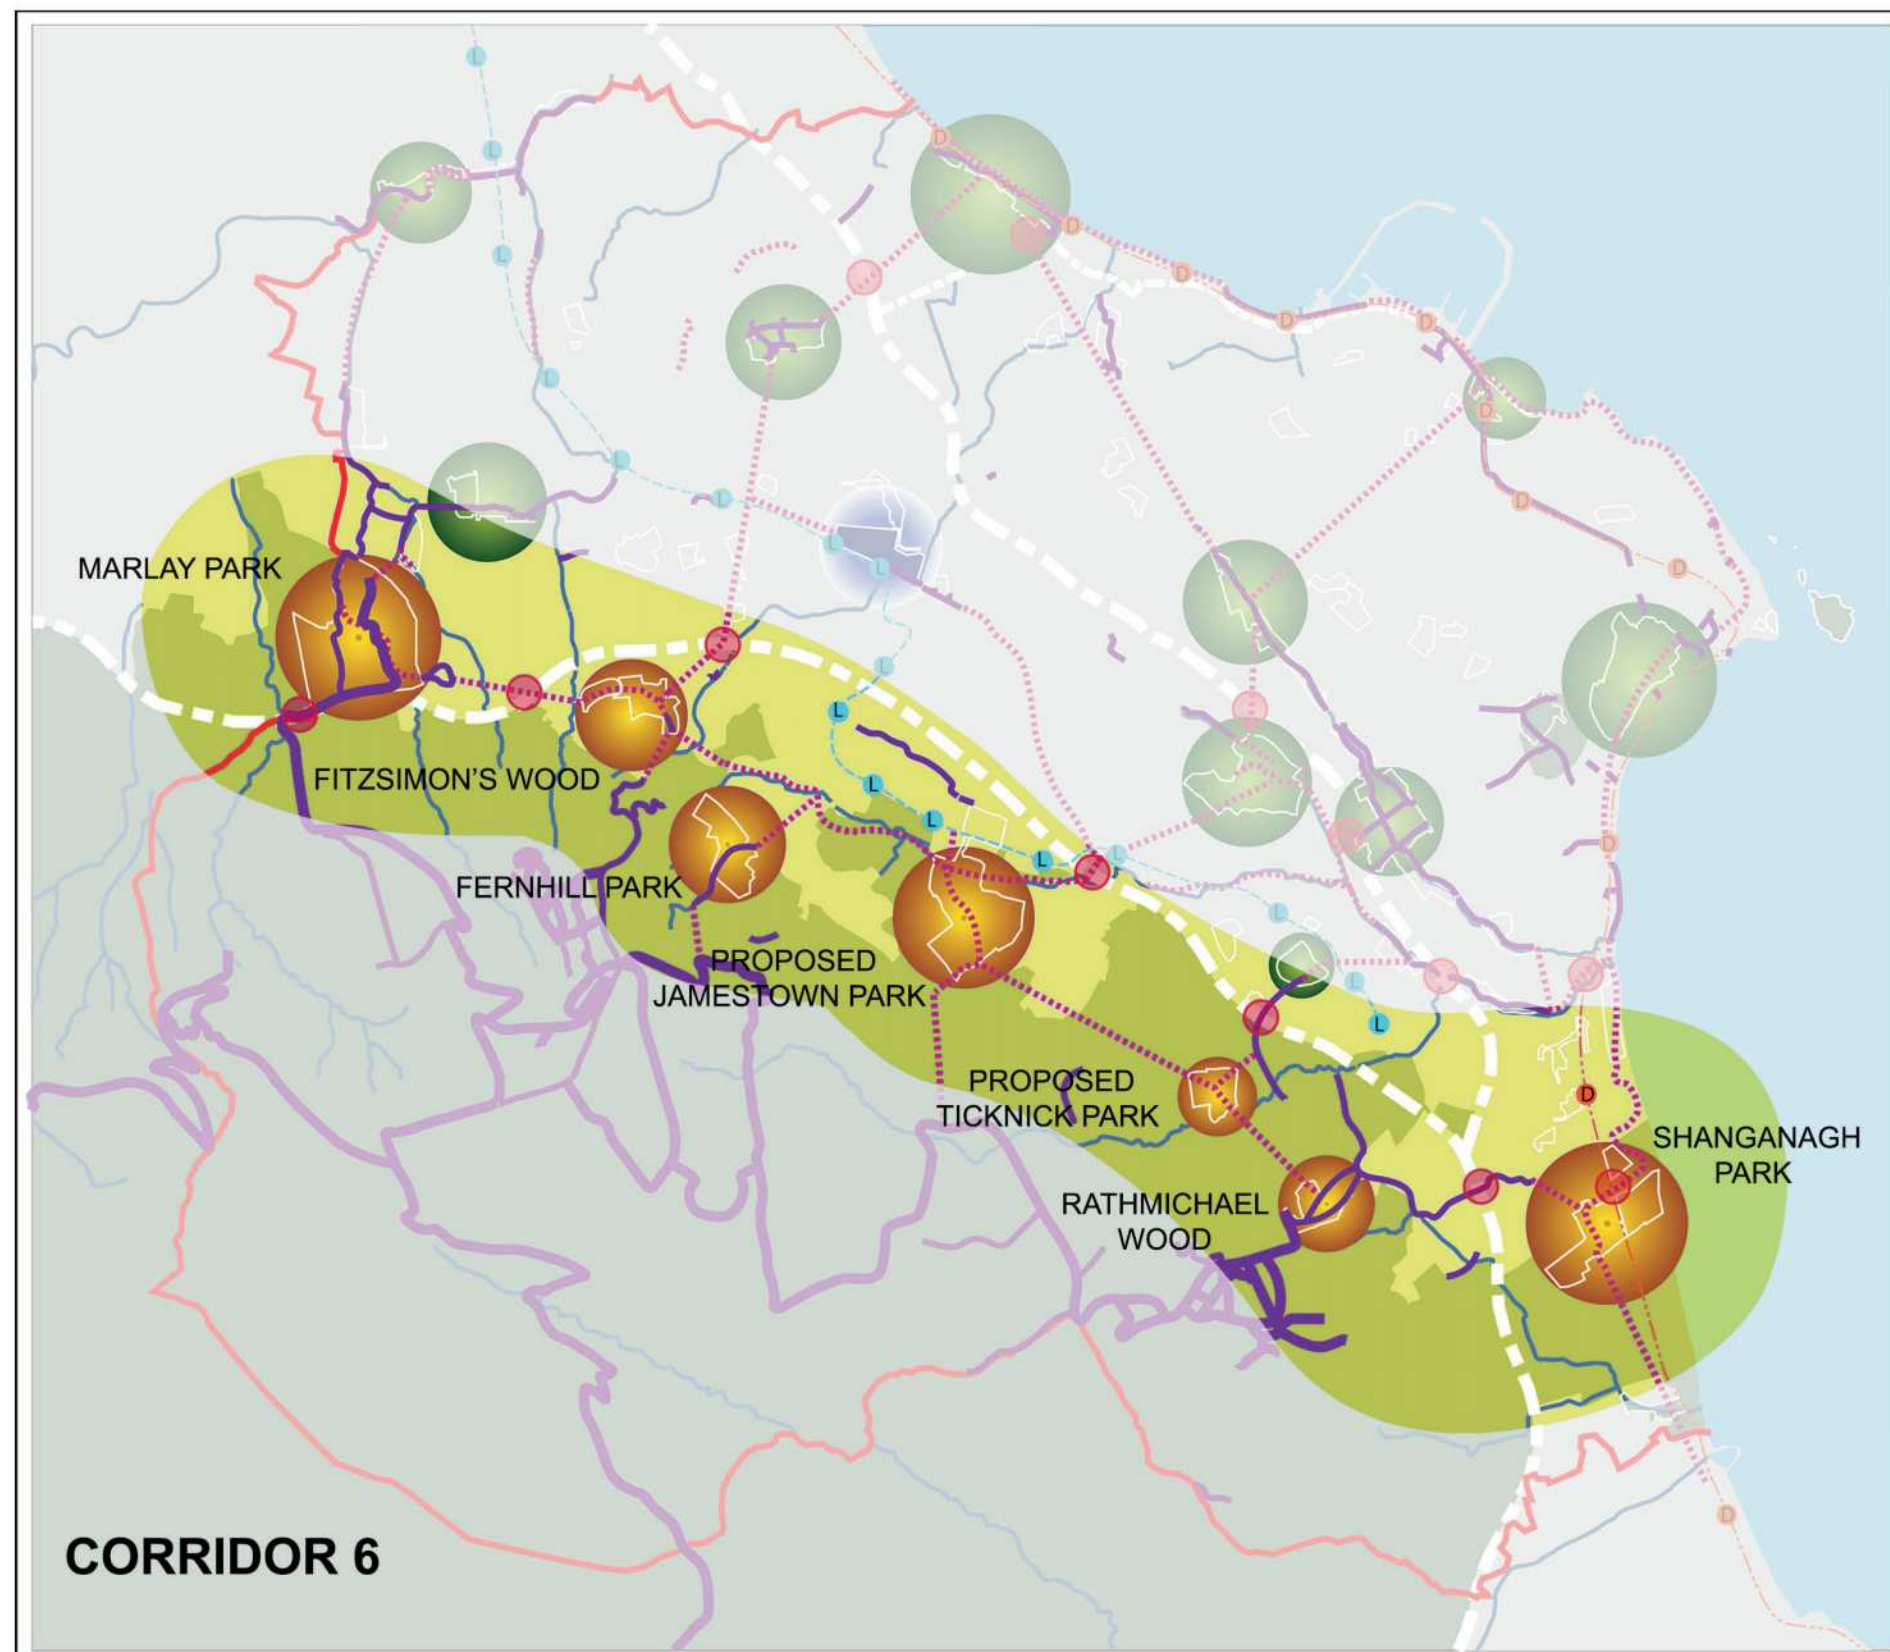 L
L
D
L
D
D
D
D
L
D
L
D
L
L
MARLAY PARK
L
L
D
L
L
FITZSIMON'S WOOD
L
L
D
L
L
FERNHILL PARK
L
PROPOSED
JAMESTOWN PARK
L
L
PROPOSED
TICKNICK PARK
D
SHANGANAGH
PARK
RATHMICHAEL
WOOD
D
CORRIDOR 6